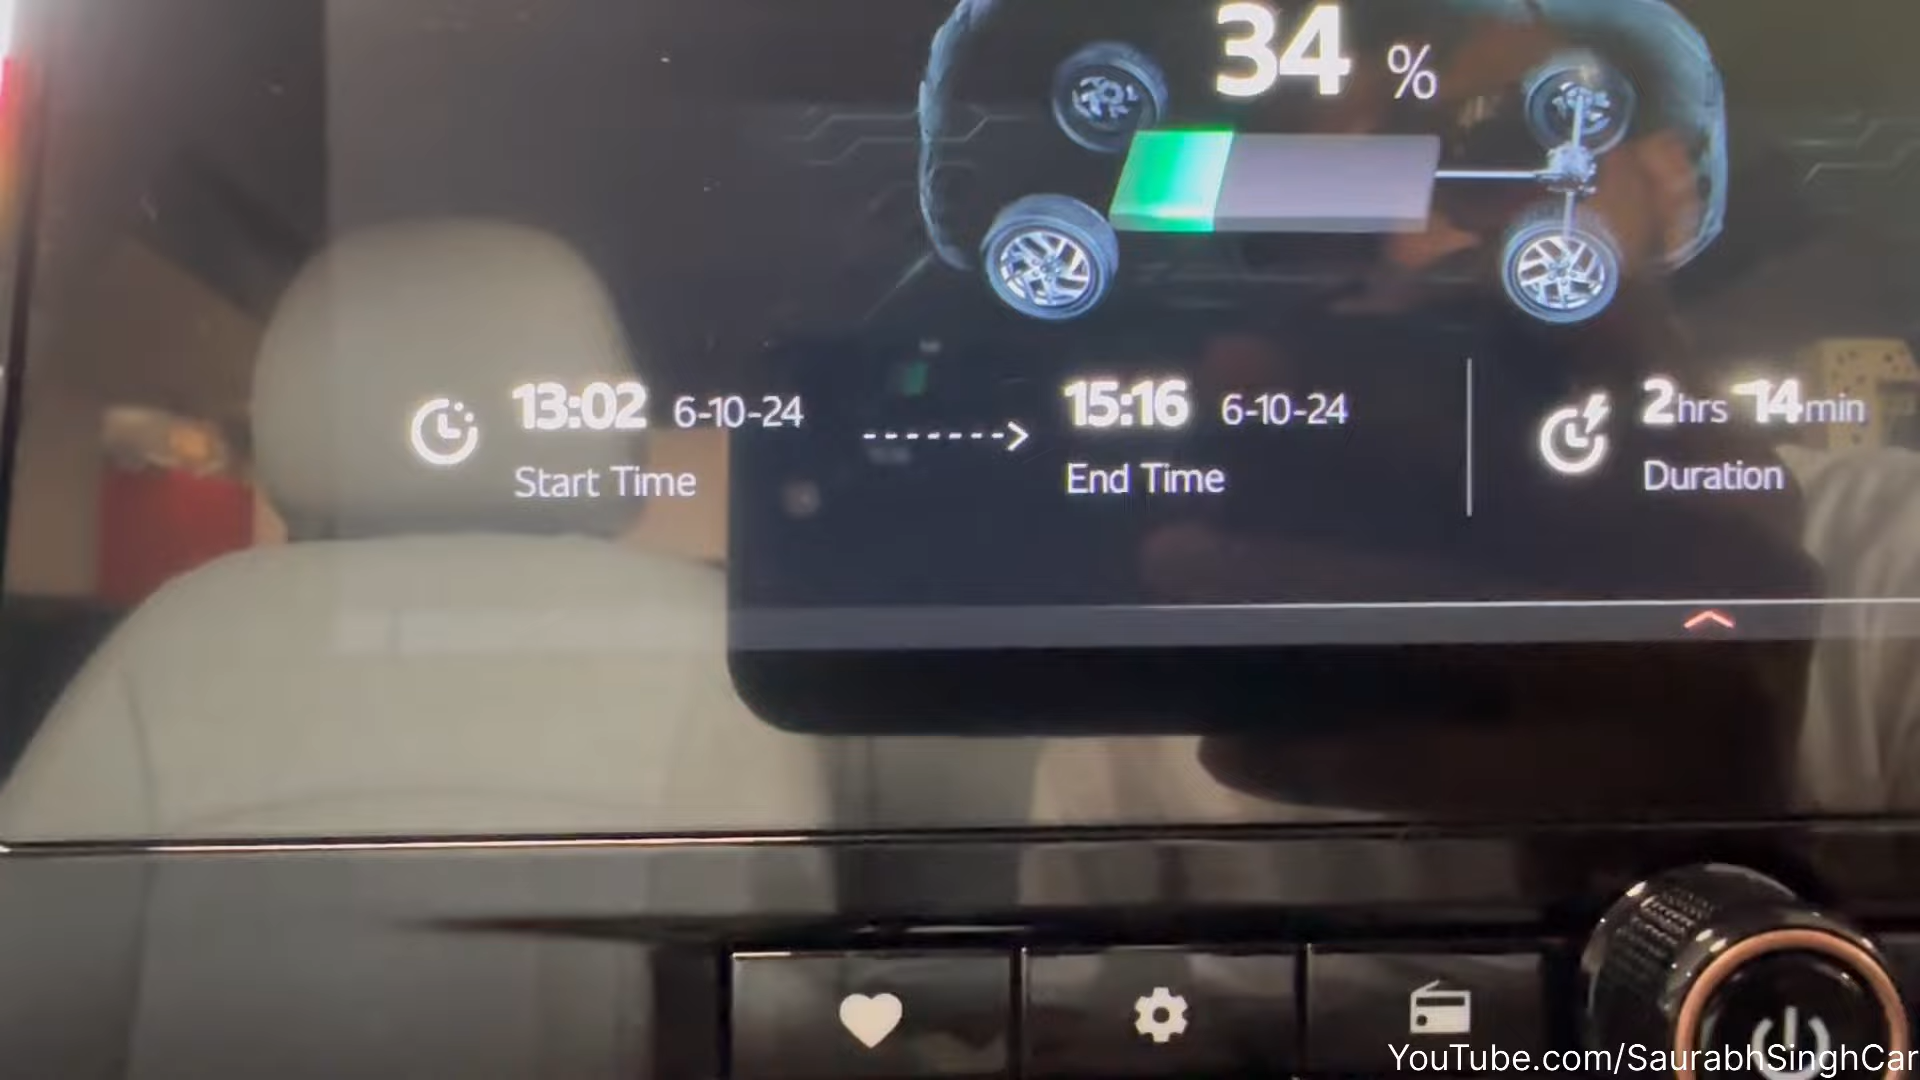 34 %
13:02 6-10-24
Start Time
15:16 6-10-24
End Time
2hrs 14min
Duration
YouTube.com/SaurabhSinghCar